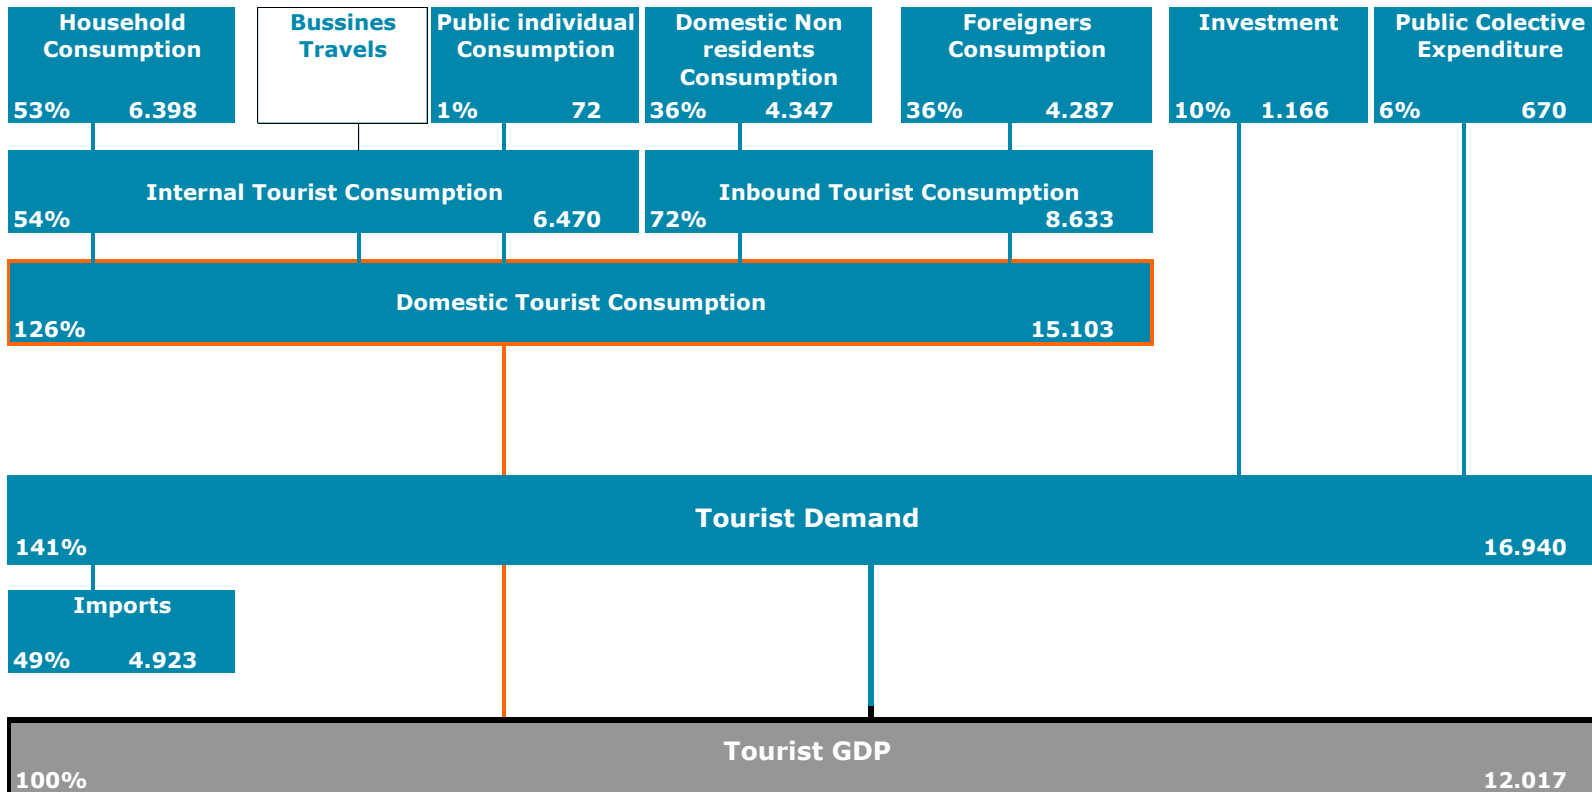 Household
Consumption
53% 6.398
Bussines
Travels
Public individual
Consumption
1% 72
Domestic Non
residents
Consumption
36% 4.347
Foreigners
Consumption
36% 4.287
Investment
10% 1.166
Public Colective
Expenditure
6% 670
Internal Tourist Consumption
54% 6.470
Inbound Tourist Consumption
72% 8.633
Domestic Tourist Consumption
126% 15.103
Tourist Demand
141% 16.940
Imports
49% 4.923
Tourist GDP
100% 12.017